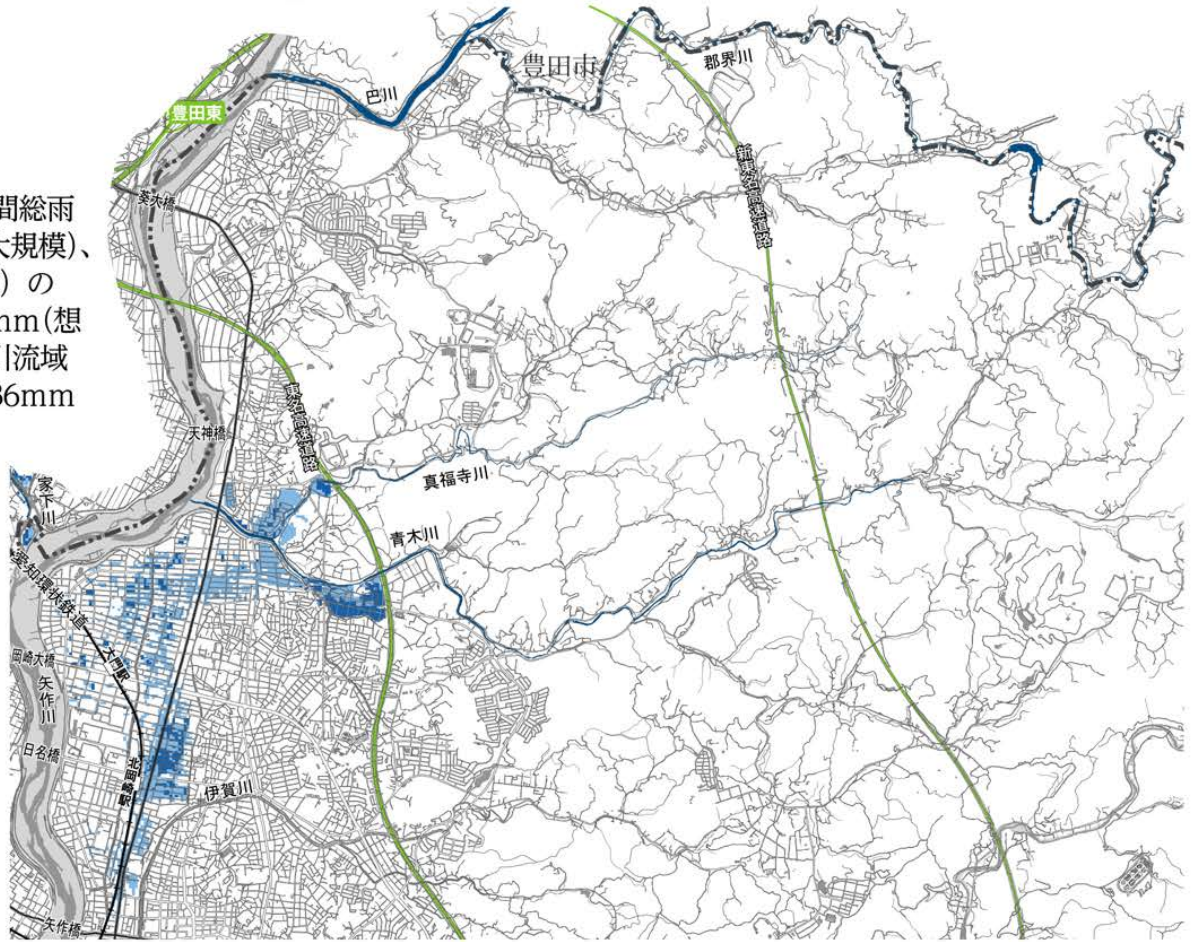 間総雨
大規模)、
) の
mm(想
川流域
36mm
豊田市
郡界川
巴川
豊田東
新東名高速道路
葵大橋
東名高速道路
天神橋
真福寺川
家下川
青木川
愛知環状鉄道
大門駅
岡崎大橋
矢作川
日名橋
北岡崎駅
伊賀川
矢作橋